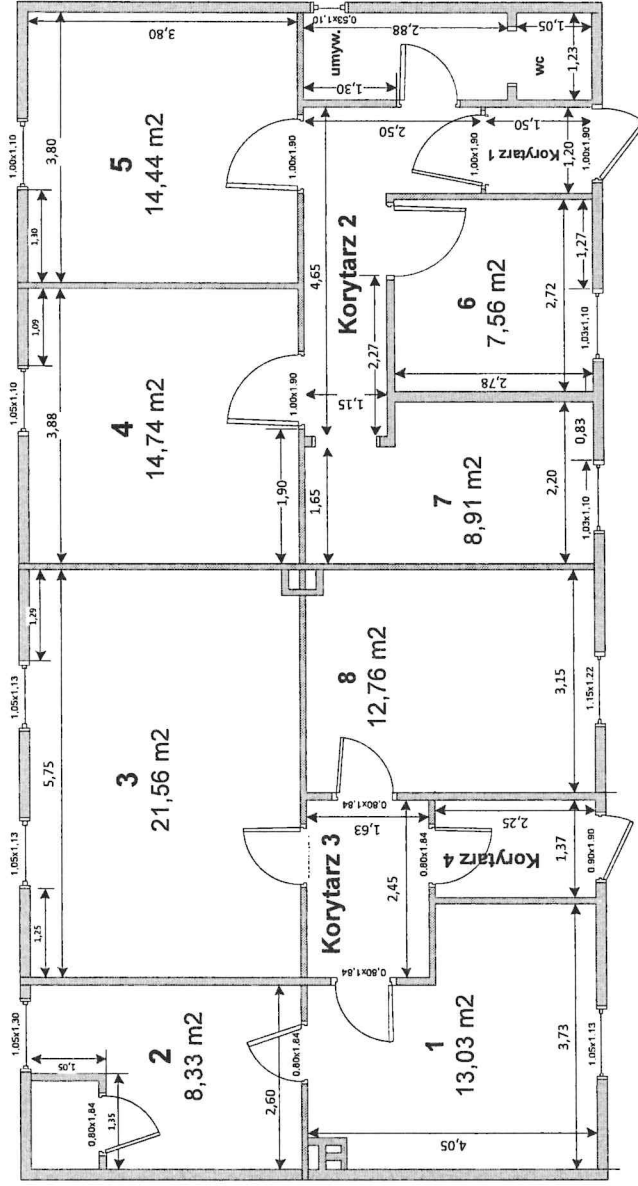 1,05x1,30
1,05x1,13
1,05x1,13
1,05x1,10
1,00x1,10
1,05
1,25
1,29
1,09
1,30
5,75
3,88
3,80
3,80
0,80x1,84
1,35
2
8,33 m2
3
21,56 m2
4
14,74 m2
5
14,44 m2
2,60
1,90
0,80x1,84
1,00x1,90
1,00x1,90
0,53x1,10
umyw.
1,30
2,88
wc
1,05
1,23
1,65
4,65
2,50
1,15
Korytarz 2
2,27
1,00x1,90
1,50
Korytarz 1
1,20
1,00x1,90
Korytarz 3
1,63
0,80x1,84
2,45
0,80x1,84
0,80x1,84
8
12,76 m2
7
8,91 m2
6
7,56 m2
2,78
2,72
1,27
2,20
0,83
1,03x1,10
1,03x1,10
1
13,03 m2
4,05
3,73
Korytarz 4
2,25
1,37
0,90x1,90
3,15
1,15x1,22
1,05x1,13